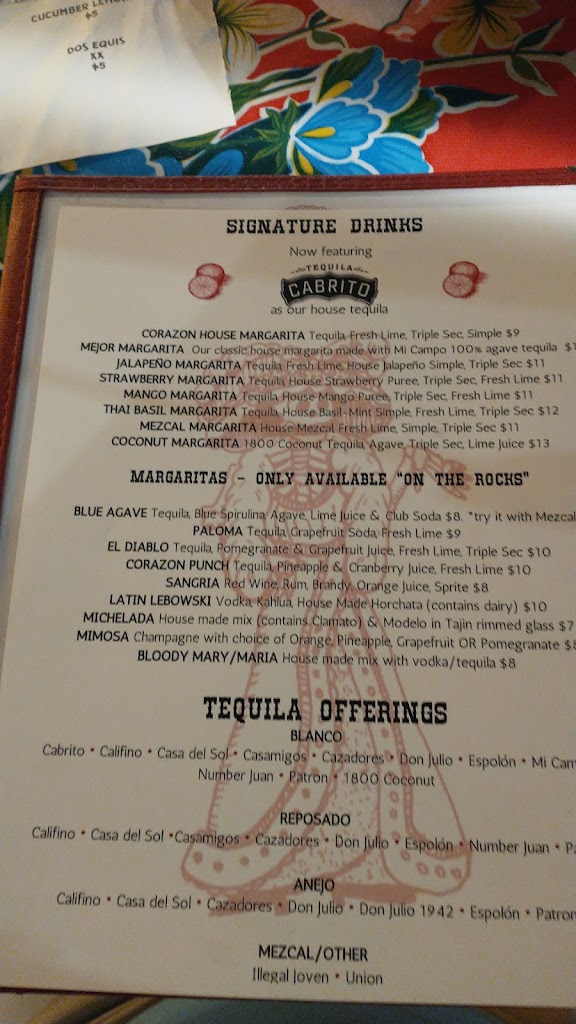 CUCUMBER
$5
DOS EQUIS
XX
$5
SIGNATURE DRINKS
Now featuring
TEQUILA
CABRITO
as our house tequila
CORAZON HOUSE MARGARITA Tequila, Fresh Lime, Triple Sec, Simple $9
MEJOR MARGARITA Our classic house margarita made with Mi Campo 100% agave tequila
JALAPEÑO MARGARITA Tequila, Fresh Lime, House Jalapeño Simple, Triple Sec $11
STRAWBERRY MARGARITA Tequila, House Strawberry Puree, Triple Sec, Fresh Lime $11
MANGO MARGARITA Tequila, House Mango Puree, Triple Sec, Fresh Lime $11
THAI BASIL MARGARITA Tequila, House Basil-Mint Simple, Fresh Lime, Triple Sec $12
MEZCAL MARGARITA House Mezcal, Fresh Lime, Simple, Triple Sec $11
COCONUT MARGARITA 1800 Coconut Tequila, Agave, Triple Sec, Lime Juice $13
MARGARITAS - ONLY AVAILABLE "ON THE ROCKS"
BLUE AGAVE Tequila, Blue Spirulina, Agave, Lime Juice & Club Soda $8. *try it with Mezcal
PALOMA Tequila, Grapefruit Soda, Fresh Lime $9
EL DIABLO Tequila, Pomegranate & Grapefruit Juice, Fresh Lime, Triple Sec $10
CORAZON PUNCH Tequila, Pineapple & Cranberry Juice, Fresh Lime $10
SANGRIA Red Wine, Rum, Brandy, Orange Juice, Sprite $8
LATIN LEBOWSKI Vodka, Kahlua, House Made Horchata (contains dairy) $10
MICHELADA House made mix (contains Clamato) & Modelo in Tajin rimmed glass $7
MIMOSA Champagne with choice of Orange, Pineapple, Grapefruit OR Pomegranate $8
BLOODY MARY/MARIA House made mix with vodka/tequila $8
TEQUILA OFFERINGS
BLANCO
Cabrito • Califino • Casa del Sol • Casamigos • Cazadores • Don Julio • Espolón • Mi Cam
Number Juan • Patron • 1800 Coconut
REPOSADO
Califino • Casa del Sol • Casamigos • Cazadores • Don Julio • Espolón • Number Juan • Pa
ANEJO
Califino • Casa del Sol • Cazadores • Don Julio • Don Julio 1942 • Espolón • Patron
MEZCAL/OTHER
Illegal Joven • Union